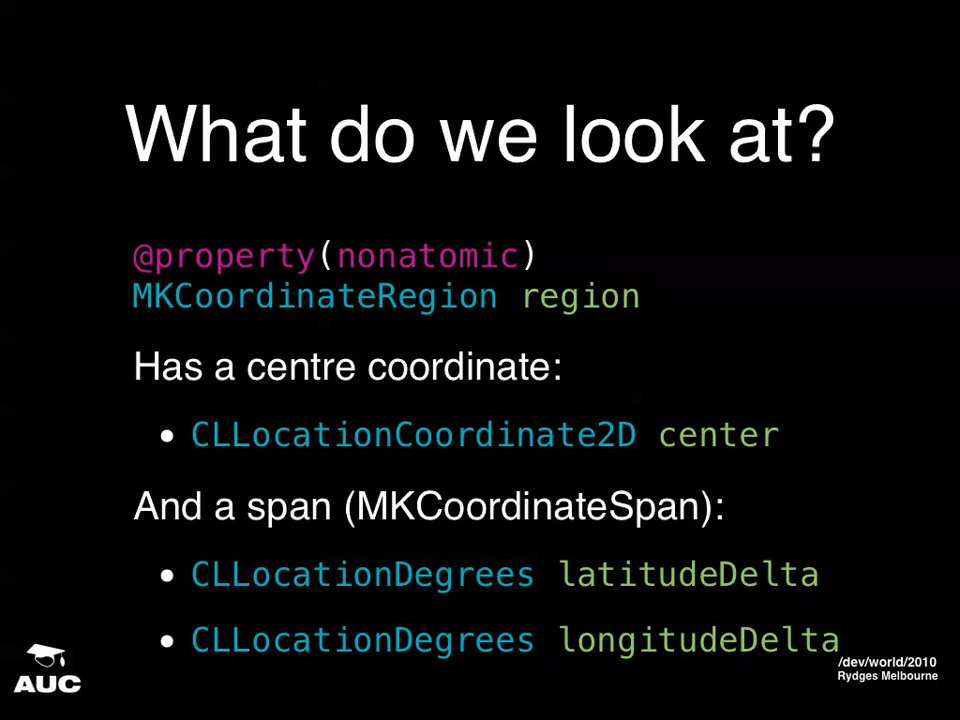 What do we look at?
@property(nonatomic)
MKCoordinateRegion region
Has a centre coordinate:
• CLLocationCoordinate2D center
And a span (MKCoordinateSpan):
• CLLocationDegrees latitudeDelta
• CLLocationDegrees longitudeDelta
AUC
/dev/world/2010
Rydges Melbourne